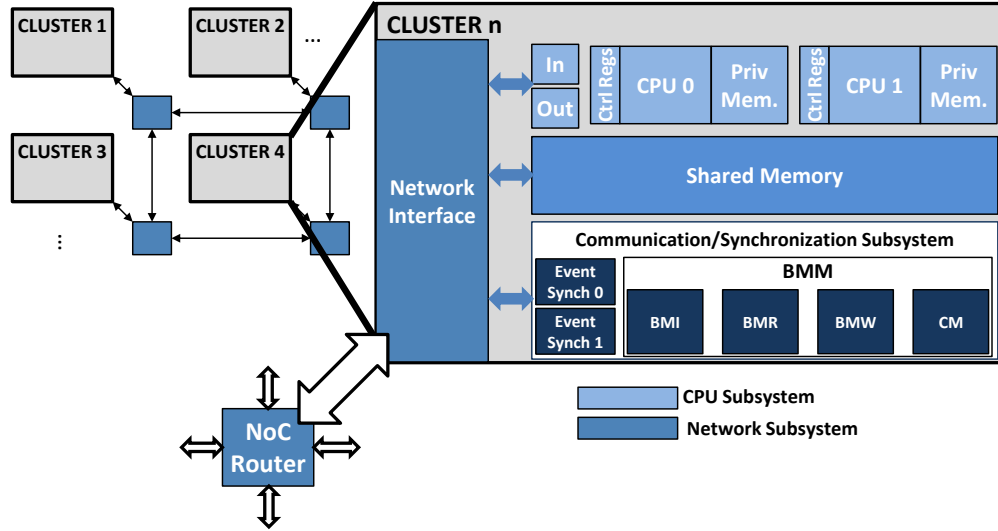 CLUSTER 1
CLUSTER 2
...
CLUSTER 3
CLUSTER 4
...
CLUSTER n
Network
Interface
In
Out
Ctrl Regs
CPU 0
Priv
Mem.
Ctrl Regs
CPU 1
Priv
Mem.
Shared Memory
Communication/Synchronization Subsystem
Event
Synch 0
Event
Synch 1
BMM
BMI
BMR
BMW
CM
NoC
Router
CPU Subsystem
Network Subsystem